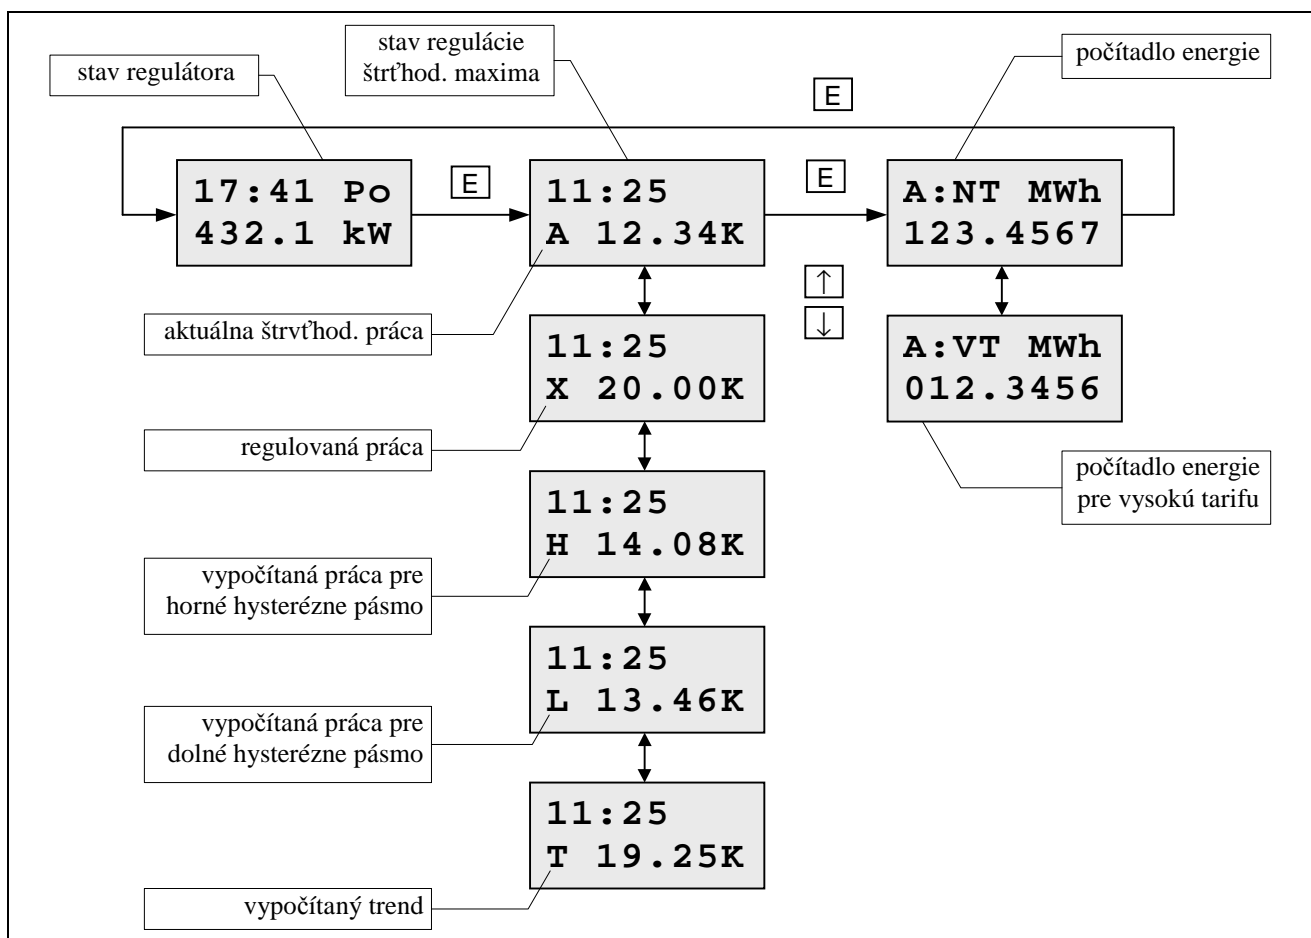 stav regulátora
stav regulácie
štrťhod. maxima
počítadlo energie
E
17:41 Po
432.1 kW
E
11:25
A 12.34K
E
A:NT MWh
123.4567
↑
↓
aktuálna štrvťhod. práca
11:25
X 20.00K
A:VT MWh
012.3456
regulovaná práca
počítadlo energie
pre vysokú tarifu
11:25
H 14.08K
vypočítaná práca pre
horné hysterézne pásmo
11:25
L 13.46K
vypočítaná práca pre
dolné hysterézne pásmo
11:25
T 19.25K
vypočítaný trend